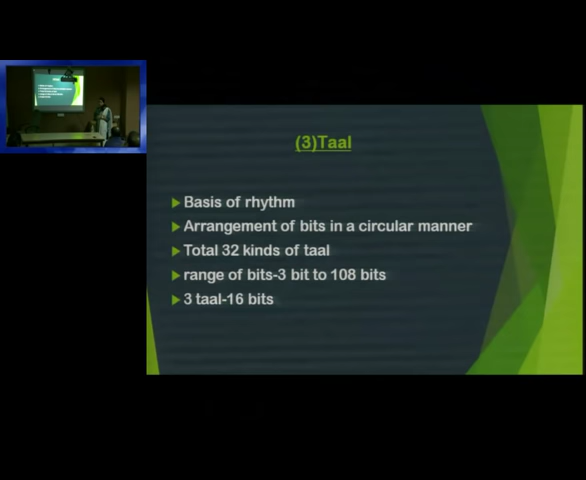 (3)Taal
Basis of rhythm
Arrangement of bits in a circular manner
Total 32 kinds of taal
range of bits-3 bit to 108 bits
3 taal-16 bits